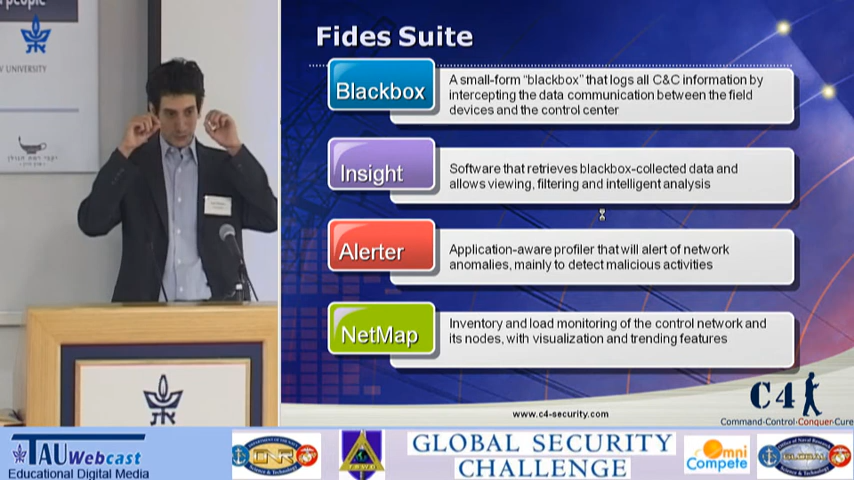 people
V UNIVERSITY
Fides Suite
Blackbox
A small-form “blackbox” that logs all C&C information by
intercepting the data communication between the field
devices and the control center
Insight
Software that retrieves blackbox-collected data and
allows viewing, filtering and intelligent analysis
Alerter
Application-aware profiler that will alert of network
anomalies, mainly to detect malicious activities
NetMap
Inventory and load monitoring of the control network and
its nodes, with visualization and trending features
C4
www.c4-security.com
Command-Control-Conquer-Cure
TAU Webcast
Educational Digital Media
ONR
GLOBAL SECURITY
CHALLENGE
Omni
Compete
GLOBAL